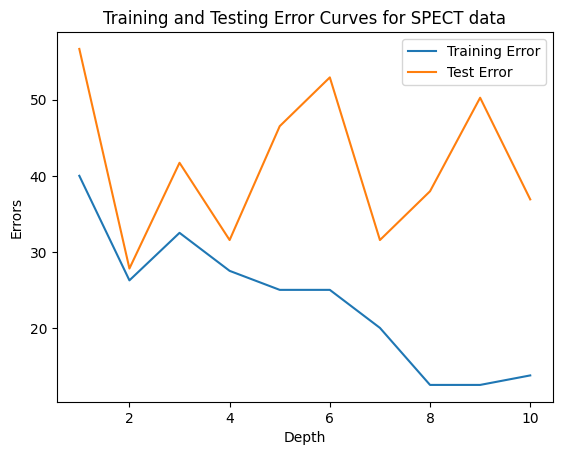 Training and Testing Error Curves for SPECT data
Training Error
Test Error
50
40
30
20
Errors
2
4
6
8
10
Depth